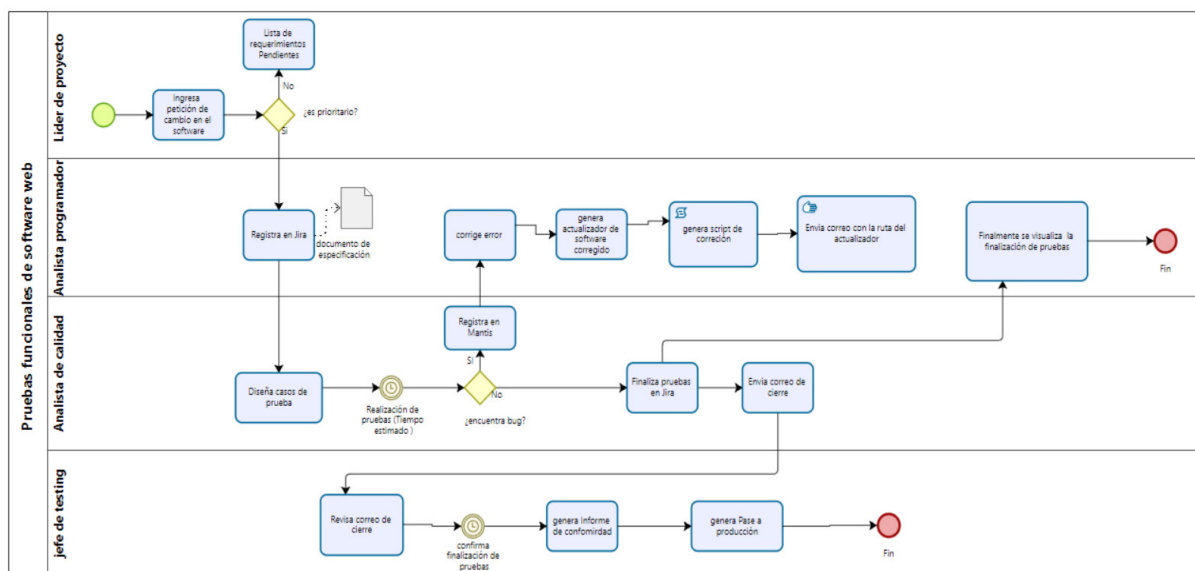 Pruebas funcionales de software web
Lider de proyecto
Lista de
requerimientos
Pendientes
No
Ingresa
petición de
cambio en el
software
¿es prioritario?
Si
Analista programador
Registra en Jira
documento de
especificación
corrige error
genera
actualizador de
software
corregido
genera script de
correción
Envia correo con la ruta del
actualizador
Finalmente se visualiza la
finalización de pruebas
Fin
Analista de calidad
Registra en
Mantis
Si
Diseña casos de
prueba
Realización de
pruebas (Tiempo
estimado )
No
¿encuentra bug?
Finaliza pruebas
en Jira
Envia correo de
cierre
jefe de testing
Revisa correo de
cierre
confirma
finalización de
pruebas
genera Informe
de confomirdad
genera Pase a
producción
Fin